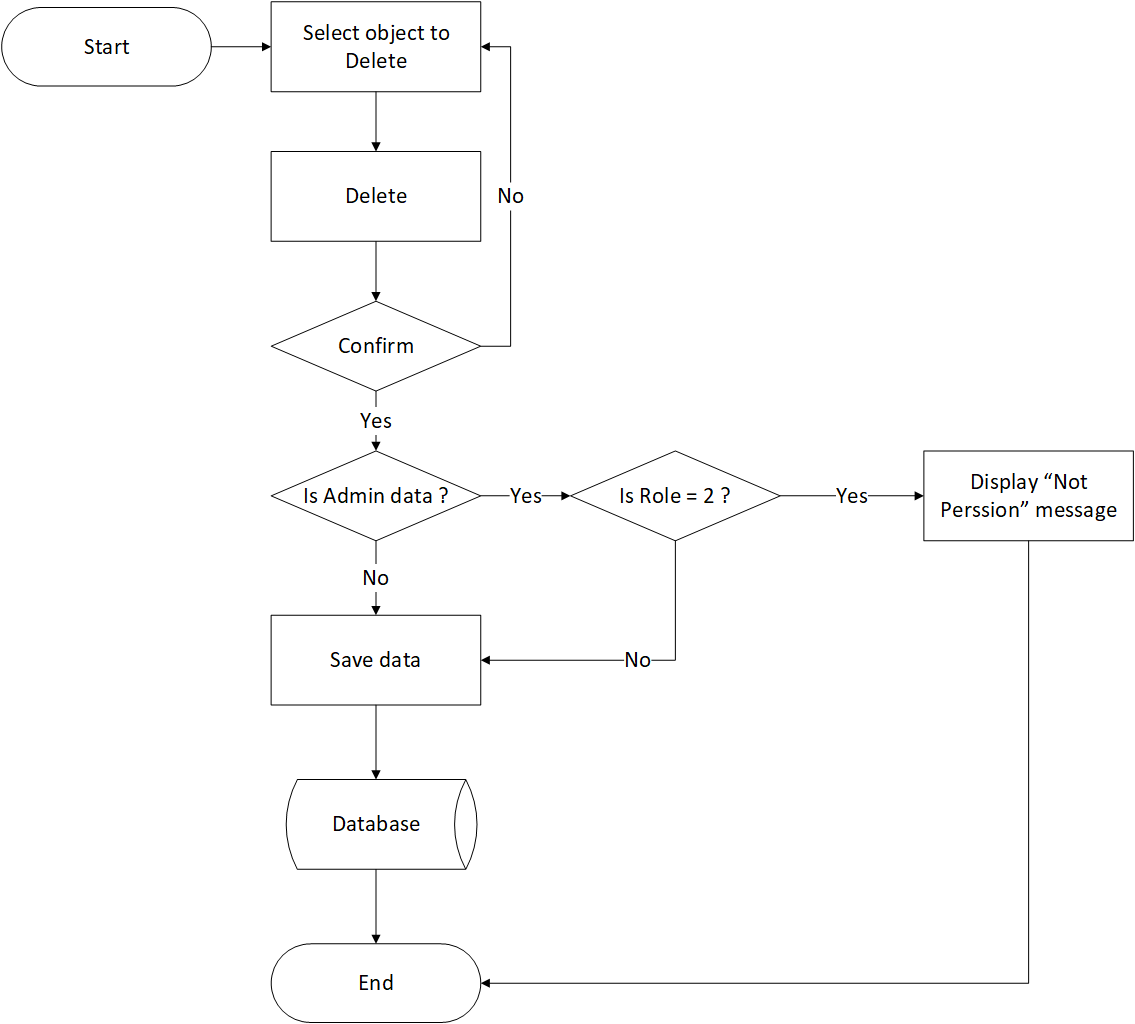 Start
Select object to
Delete
Delete
No
Confirm
Yes
Is Admin data ?
Yes
Is Role = 2 ?
Yes
Display “Not
Perssion” message
No
Save data
No
Database
End